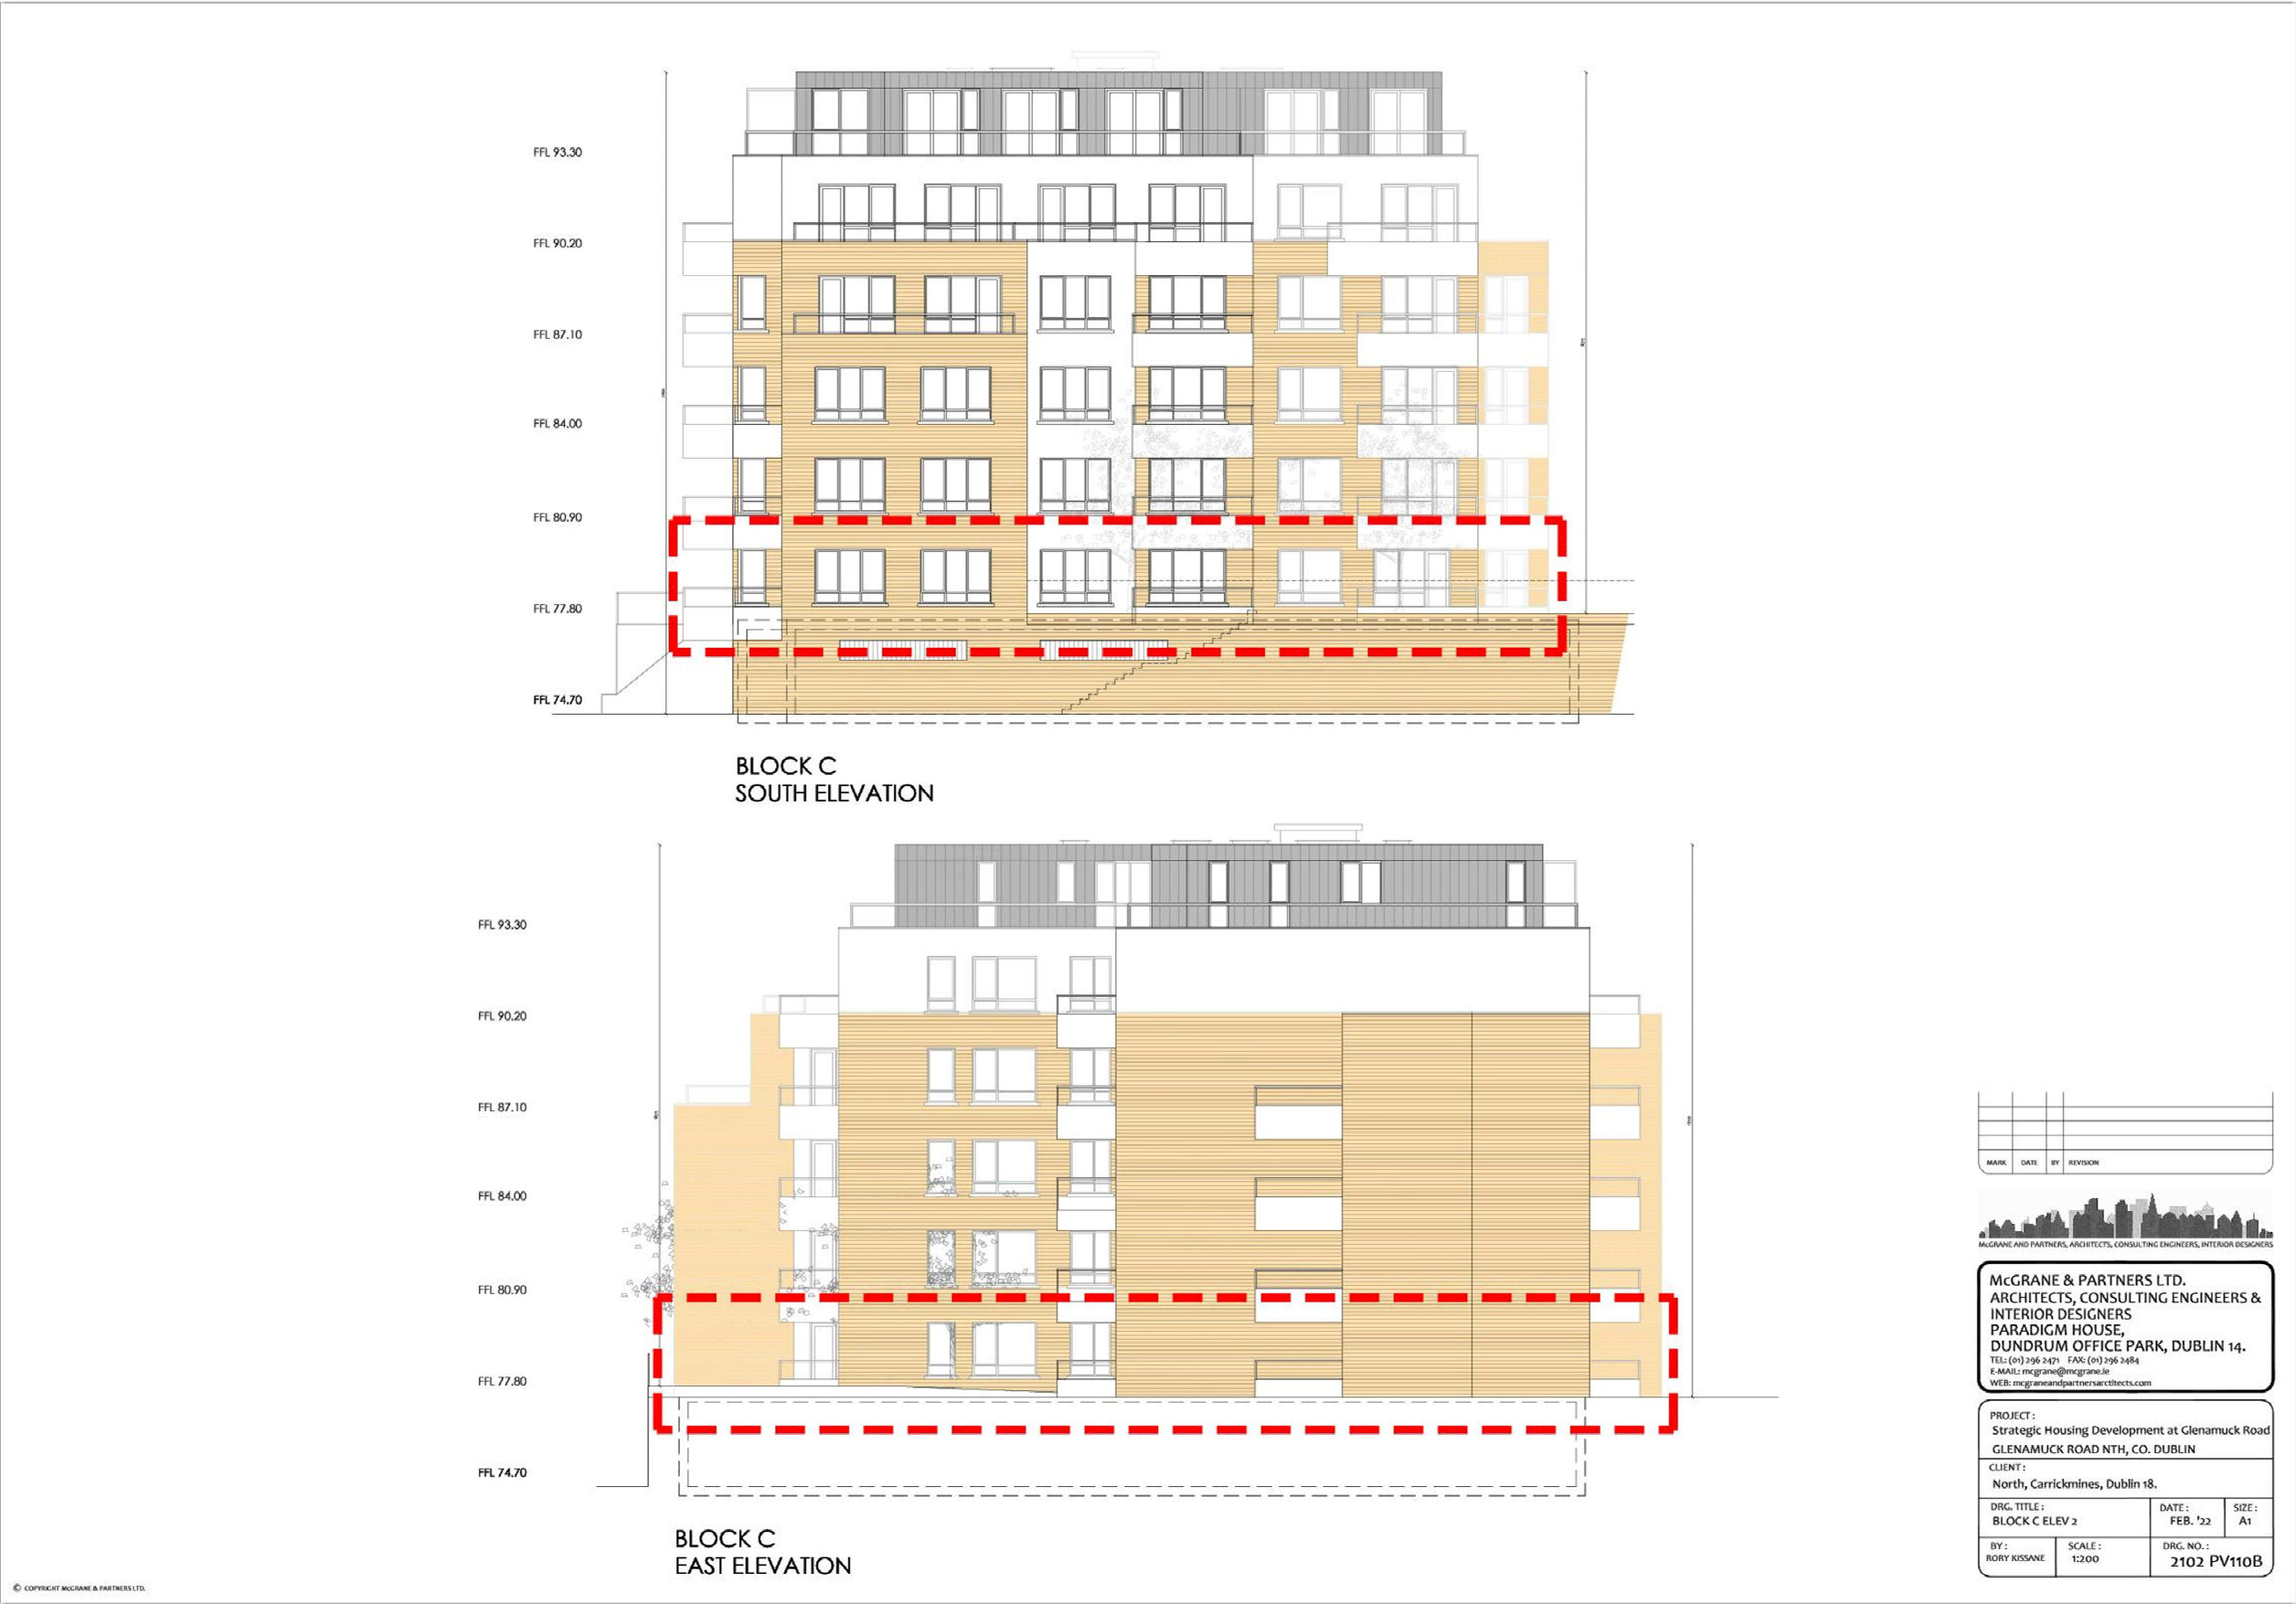 FFL 93.30
FFL 90.20
FFL 87.10
FFL 84.00
FFL 80.90
FFL 77.80
FFL 74.70
BLOCK C
SOUTH ELEVATION
FFL 93.30
FFL 90.20
FFL 87.10
FFL 84.00
FFL 80.90
FFL 77.80
FFL 74.70
BLOCK C
EAST ELEVATION
MARK DATE BY REVISION
McGRANE AND PARTNERS, ARCHITECTS, CONSULTING ENGINEERS, INTERIOR DESIGNERS
McGRANE & PARTNERS LTD.
ARCHITECTS, CONSULTING ENGINEERS &
INTERIOR DESIGNERS
PARADIGM HOUSE,
DUNDRUM OFFICE PARK, DUBLIN 14.
TEL: (01) 296 2471 FAX: (01) 296 2484
E-MAIL: mcgrane@mcgrane.ie
WEB: mcgraneandpartnersarctitects.com
PROJECT :
Strategic Housing Development at Glenamuck Road
GLENAMUCK ROAD NTH, CO. DUBLIN
CLIENT :
North, Carrickmines, Dublin 18.
DRG. TITLE :
BLOCK C ELEV 2
DATE :
FEB. '22
SIZE :
A1
BY :
RORY KISSANE
SCALE :
1:200
DRG. NO. :
2102 PV110B
© COPYRIGHT McGRANE & PARTNERS LTD.